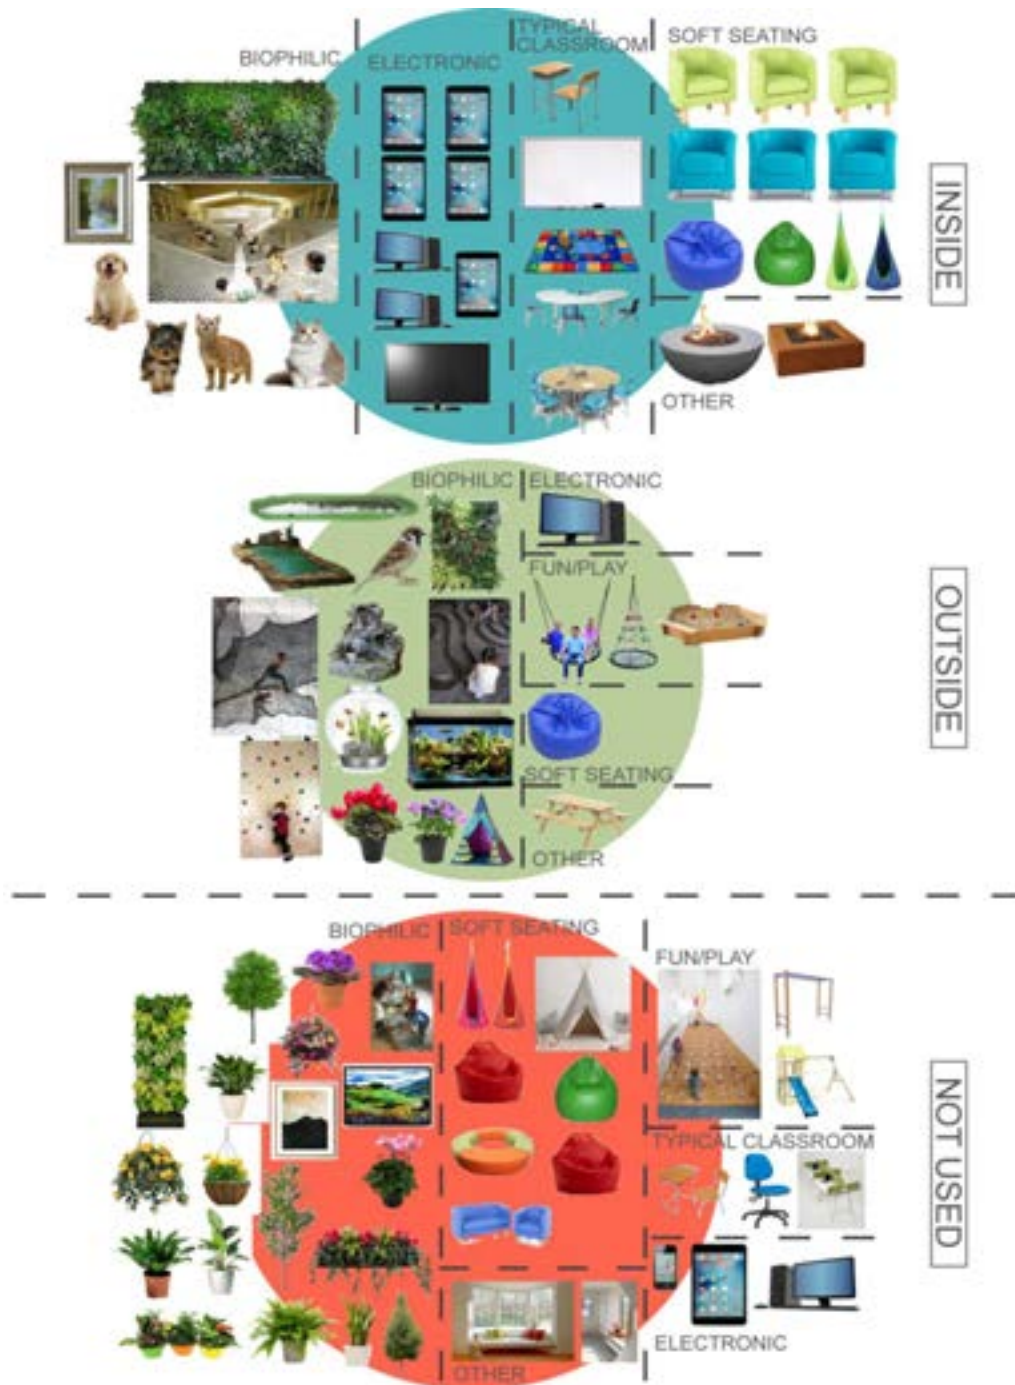 BIOPHILIC
ELECTRONIC
TYPICAL
CLASSROOM
SOFT SEATING
OTHER
INSIDE
BIOPHILIC
ELECTRONIC
FUN/PLAY
SOFT SEATING
OTHER
OUTSIDE
BIOPHILIC
SOFT SEATING
FUN/PLAY
TYPICAL CLASSROOM
ELECTRONIC
OTHER
NOT USED